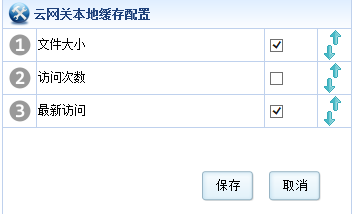 云网关本地缓存配置
1 文件大小
2 访问次数
3 最新访问
保存 取消